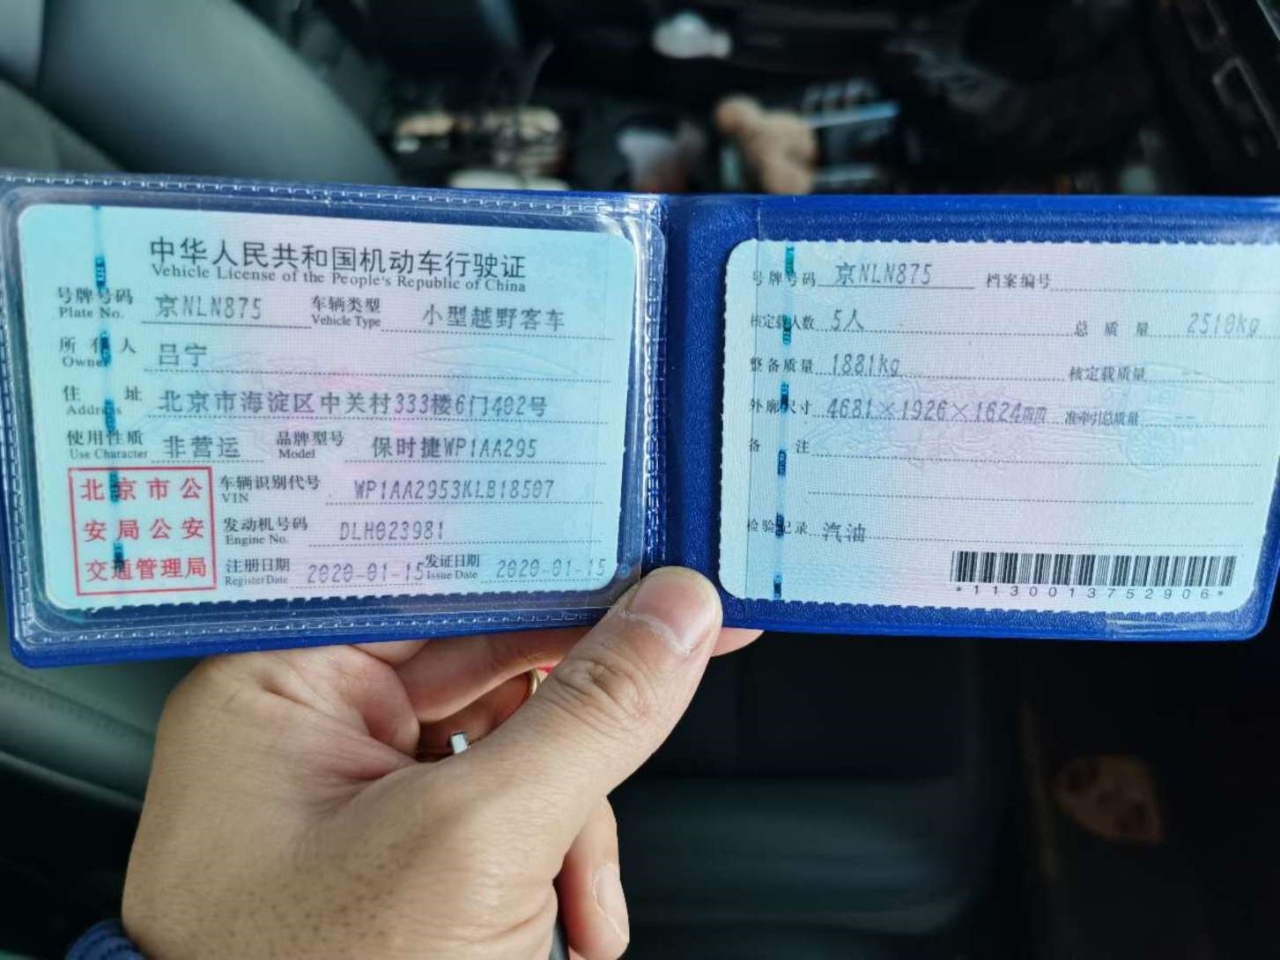 中华人民共和国机动车行驶证
Vehicle License of the People's Republic of China
号牌号码 京NLN875 车辆类型 小型越野客车
Plate No. Vehicle Type
所有人 吕宁
Owner
住址 北京市海淀区中关村333楼6门402号
Address
使用性质 非营运 品牌型号 保时捷WP1AA295
Use Character Model
北京市公
安局公安
交通管理局
车辆识别代号 WP1AA2953KLB18507
VIN
发动机号码 DLH023981
Engine No.
注册日期 2020-01-15 发证日期 2020-01-15
Register Date Issue Date
号牌号码 京NLN875 档案编号
核定载人数 5人 总质量 2510kg
整备质量 1881kg 核定载质量 --
外廓尺寸 4681×1926×1624mm 准牵引总质量 --
备注
检验记录 汽油
*1130013752906*